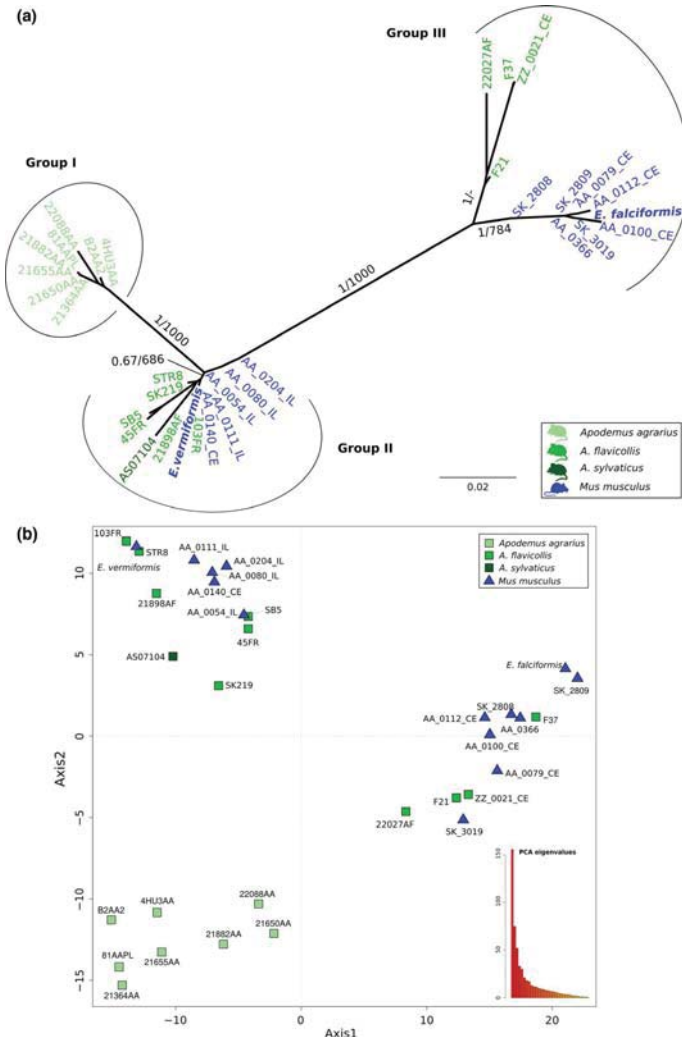 (a)
Group III
22027AF
F37
ZZ_0021_CE
F21
SK_2808
SK_2809
AA_0079_CE
AA_0112_CE
E. falciformis
AA_0100_CE
SK_3019
AA_0366
1/-
1/784
Group I
22088AA
21882AA
81AAPL
21655AA
21650AA
21364AA
B2AA2
4HU3AA
1/1000
1/1000
0.67/686
STR8
SK219
SB5
45FR
AS07104
21898AF
E.vermiformis
103FR
AA_0140_CE
AA_0111_IL
AA_0054_IL
AA_0080_IL
AA_0204_IL
Group II
0.02
Apodemus agrarius
A. flavicollis
A. sylvaticus
Mus musculus
(b)
103FR
STR8
E. vermiformis
AA_0111_IL
AA_0204_IL
AA_0080_IL
AA_0140_CE
21898AF
AA_0054_IL
SB5
45FR
AS07104
SK219
Apodemus agrarius
A. flavicollis
A. sylvaticus
Mus musculus
E. falciformis
SK_2809
SK_2808
F37
AA_0112_CE
AA_0366
AA_0100_CE
AA_0079_CE
F21
ZZ_0021_CE
22027AF
SK_3019
22088AA
4HU3AA
B2AA2
21650AA
21882AA
81AAPL
21655AA
21364AA
PCA eigenvalues
150
100
50
0
Axis2
10
5
0
−5
−10
−15
−10
0
10
20
Axis1